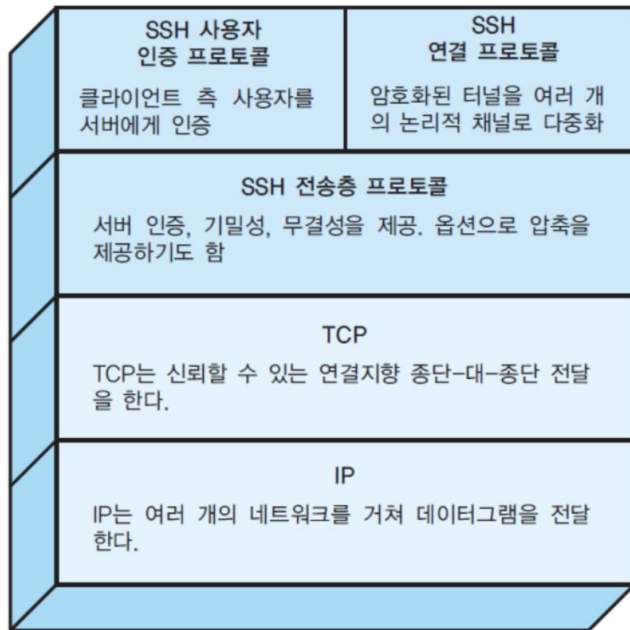 SSH 사용자
인증 프로토콜
클라이언트 측 사용자를
서버에게 인증
SSH
연결 프로토콜
암호화된 터널을 여러 개
의 논리적 채널로 다중화
SSH 전송층 프로토콜
서버 인증, 기밀성, 무결성을 제공. 옵션으로 압축을
제공하기도 함
TCP
TCP는 신뢰할 수 있는 연결지향 종단-대-종단 전달
을 한다.
IP
IP는 여러 개의 네트워크를 거쳐 데이터그램을 전달
한다.